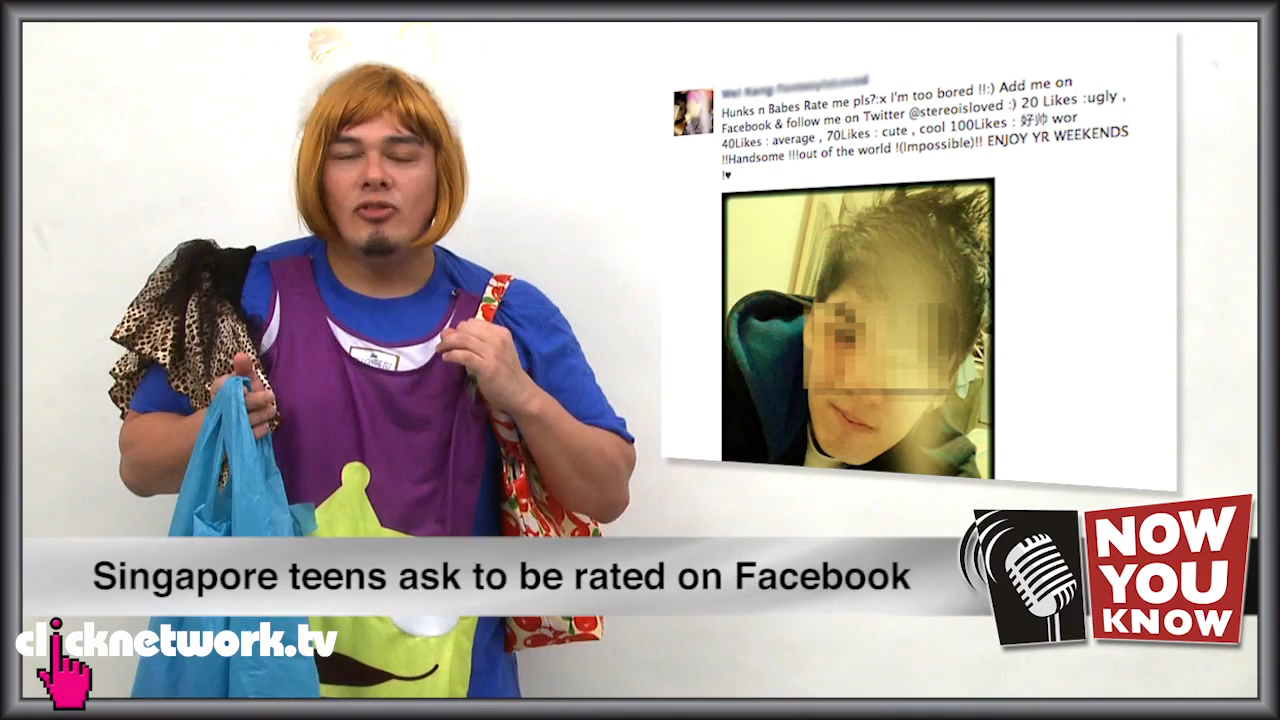 Hunks n Babes Rate me pls?:x I'm too bored !!:) Add me on
Facebook & follow me on Twitter @stereoisloved :) 20 Likes :ugly ,
40Likes : average , 70Likes : cute , cool 100Likes : 好帅 wor
!!Handsome !!!out of the world !(Impossible)!! ENJOY YR WEEKENDS
!♥
Singapore teens ask to be rated on Facebook
NOW
YOU
KNOW
clicknetwork.tv